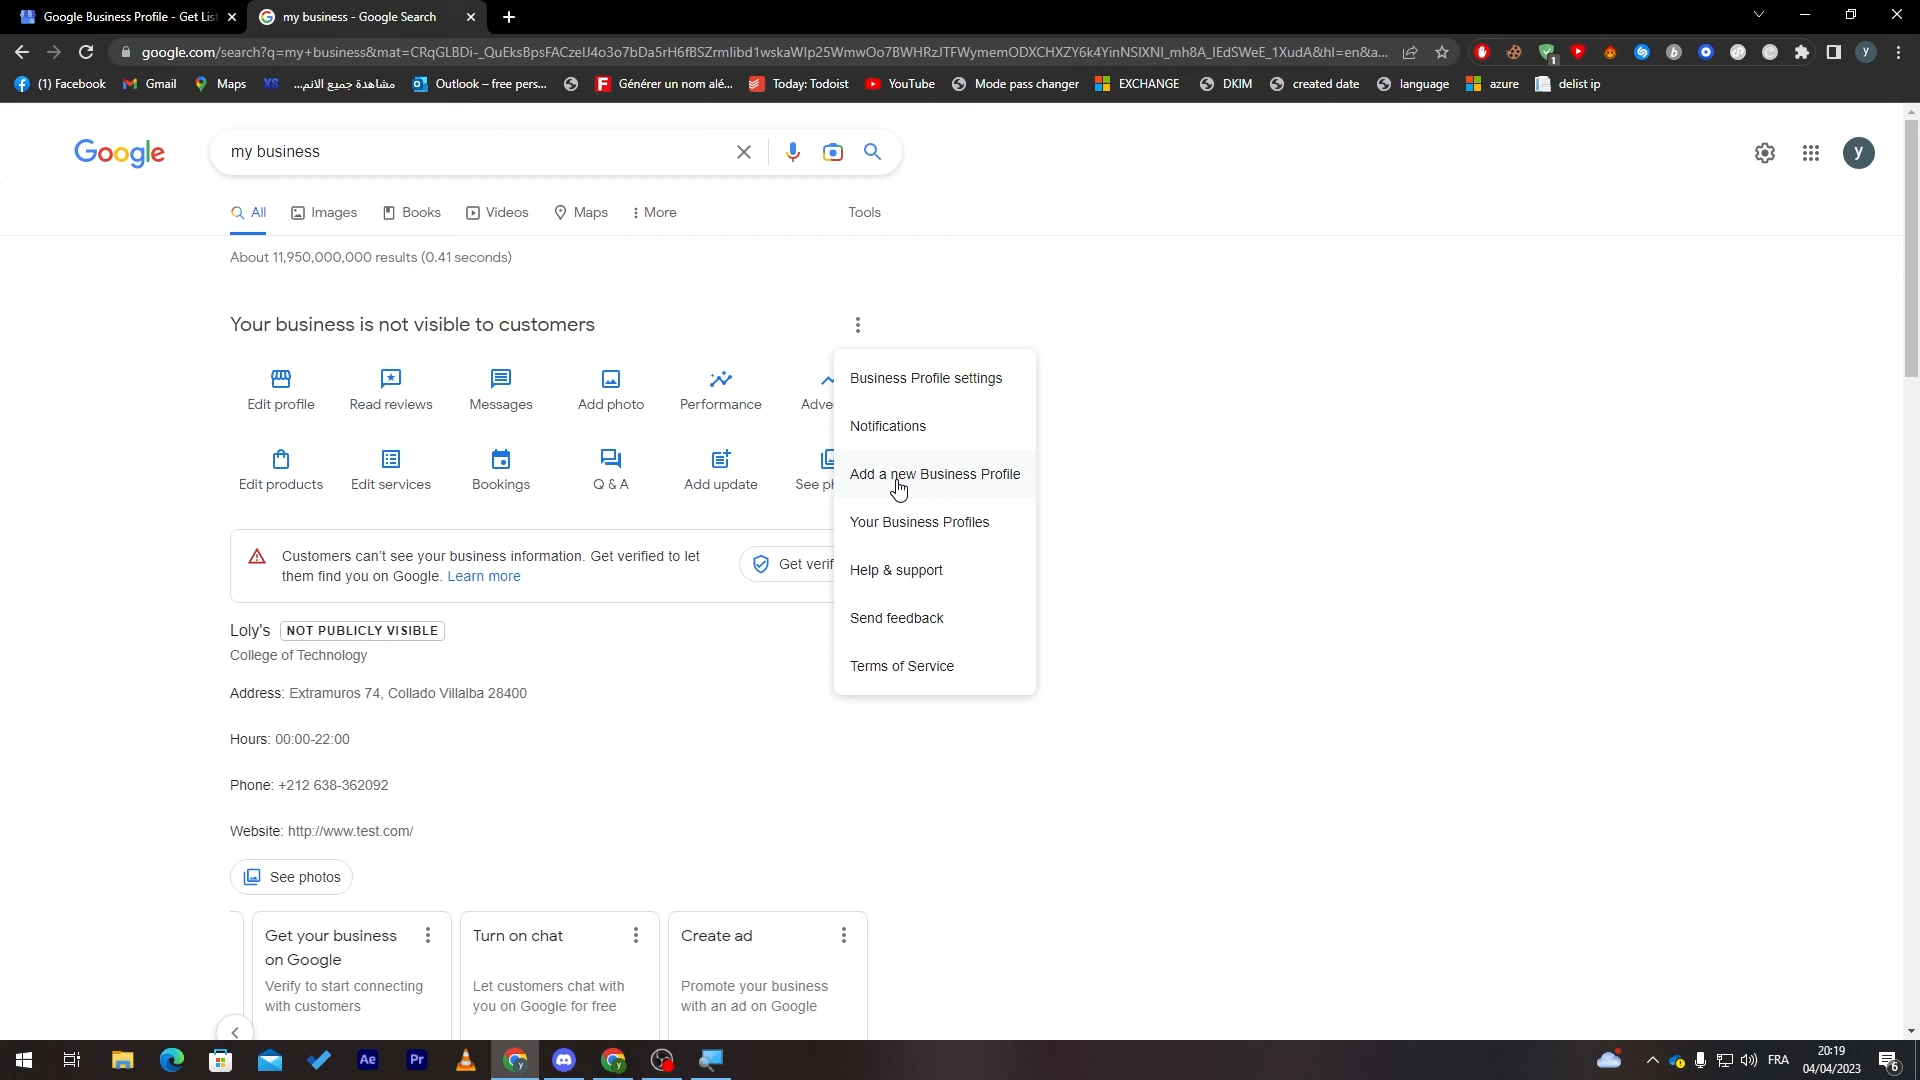 Google Business Profile - Get List
my business - Google Search
google.com/search?q=my+business&mat=CRqGLBDi-_QuEksBpsFACzelJ4o3o7bDa5rH6fBSZrmlibd1wskaWlp25WmwOo7BWHRzJTFWymemODXCHXZY6k4YinNSIXNI_mh8A_IEdSWeE_1XudA&hl=en&a...
(1) Facebook
Gmail
Maps
مشاهدة جميع الانم...
Outlook – free pers...
Générer un nom alé...
Today: Todoist
YouTube
Mode pass changer
EXCHANGE
DKIM
created date
language
azure
delist ip
Google
my business
y
All
Images
Books
Videos
Maps
More
Tools
About 11,950,000,000 results (0.41 seconds)
Your business is not visible to customers
Edit profile
Read reviews
Messages
Add photo
Performance
Adve
Edit products
Edit services
Bookings
Q & A
Add update
See ph
Business Profile settings
Notifications
Add a new Business Profile
Your Business Profiles
Help & support
Send feedback
Terms of Service
Customers can't see your business information. Get verified to let
them find you on Google. Learn more
Get verif
Loly's NOT PUBLICLY VISIBLE
College of Technology
Address: Extramuros 74, Collado Villalba 28400
Hours: 00:00-22:00
Phone: +212 638-362092
Website: http://www.test.com/
See photos
Get your business
on Google
Verify to start connecting
with customers
Turn on chat
Let customers chat with
you on Google for free
Create ad
Promote your business
with an ad on Google
Ae
Pr
FRA
20:19
04/04/2023
6